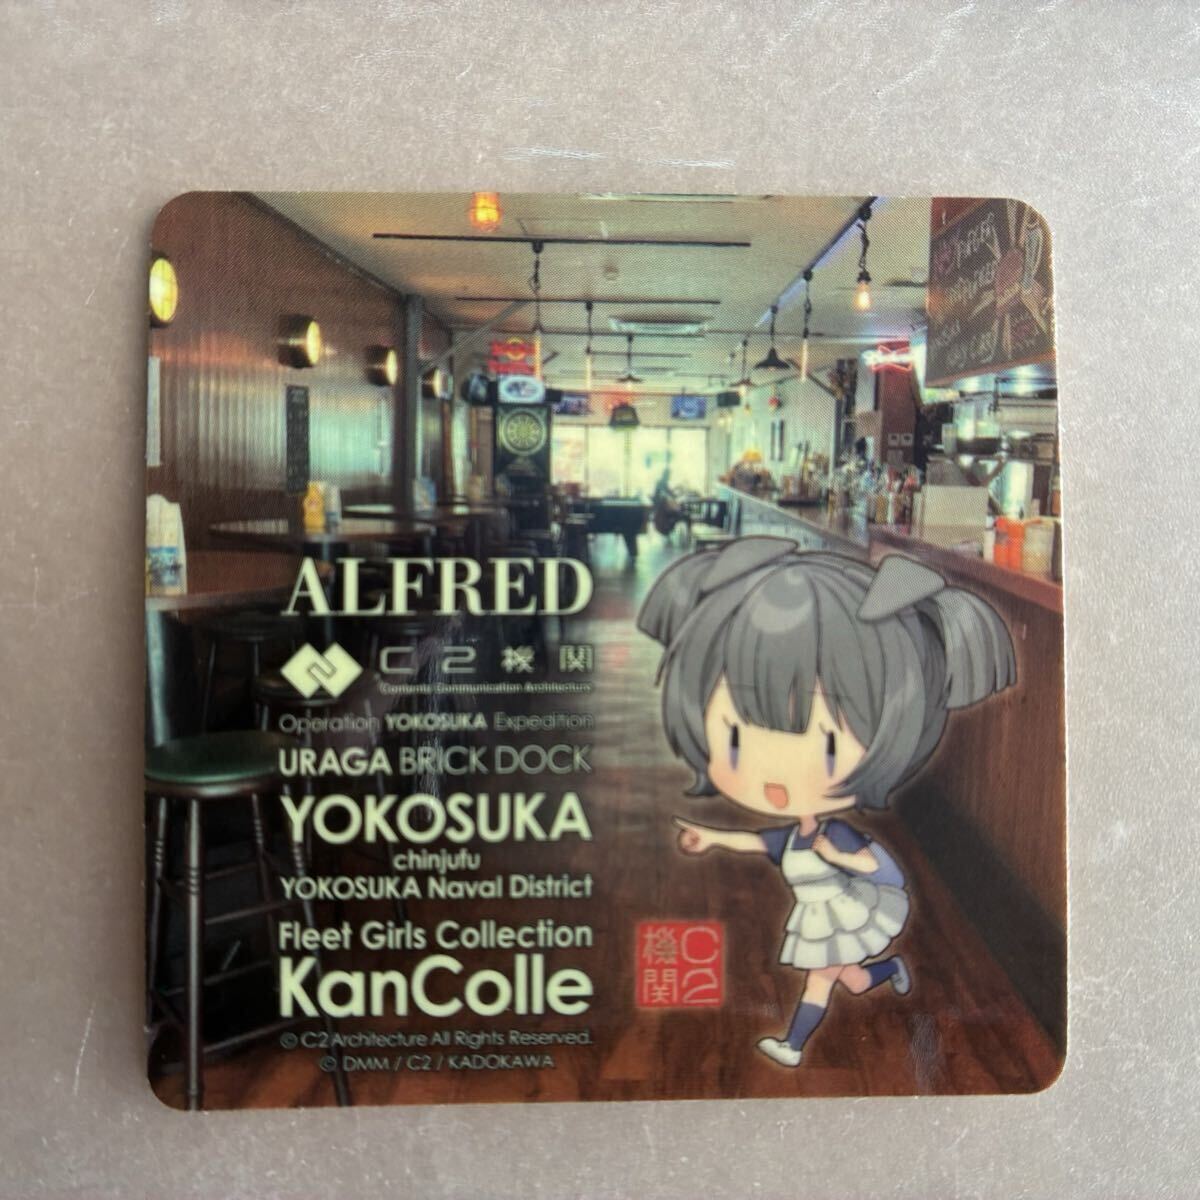 ALFRED
C2機関
Contents Communication Architecture
Operation YOKOSUKA Expedition
URAGA BRICK DOCK
YOKOSUKA
chinjufu
YOKOSUKA Naval District
Fleet Girls Collection
KanColle
© C2 Architecture All Rights Reserved.
© DMM / C2 / KADOKAWA
C2機関